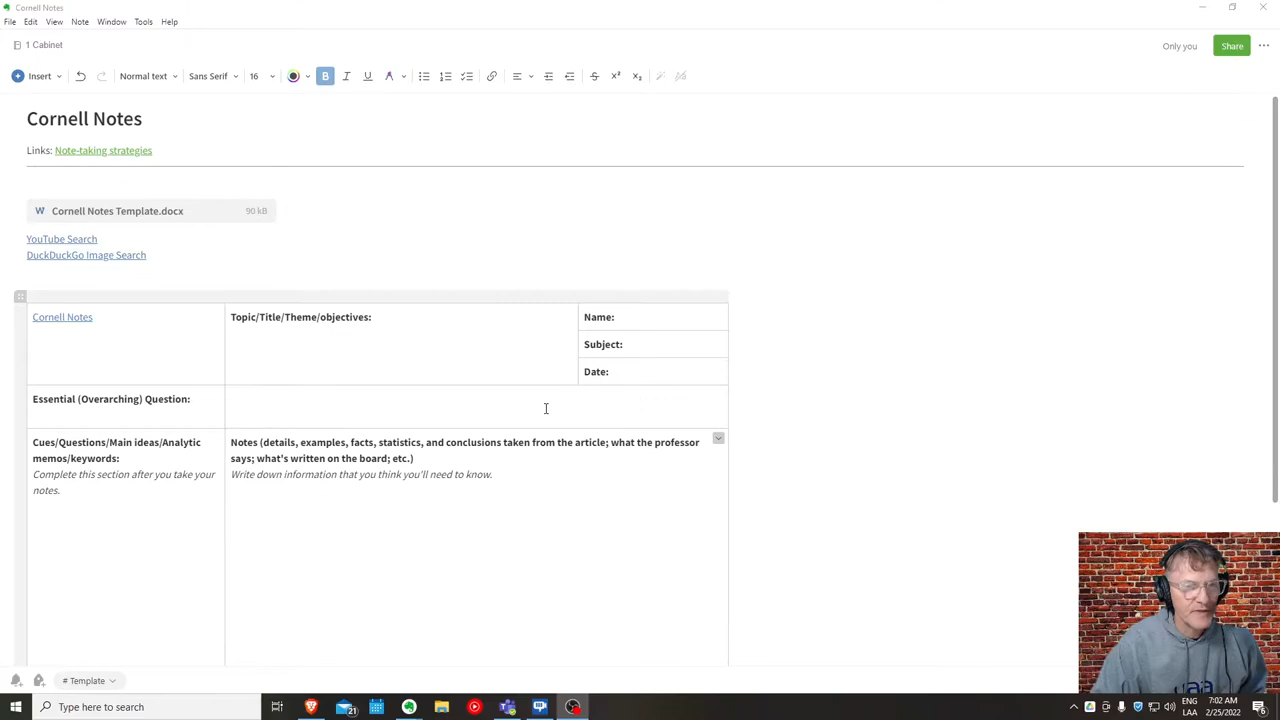 Cornell Notes
File Edit View Note Window Tools Help
1 Cabinet
Only you
Share
Insert
Normal text
Sans Serif
16
B I U A
Cornell Notes
Links: Note-taking strategies
Cornell Notes Template.docx
90 kB
YouTube Search
DuckDuckGo Image Search
Cornell Notes
Topic/Title/Theme/objectives:
Name:
Subject:
Date:
Essential (Overarching) Question:
Cues/Questions/Main ideas/Analytic
memos/keywords:
Complete this section after you take your
notes.
Notes (details, examples, facts, statistics, and conclusions taken from the article; what the professor
says; what's written on the board; etc.)
Write down information that you think you'll need to know.
# Template
Type here to search
21
ENG
LAA
7:02 AM
2/25/2022
6